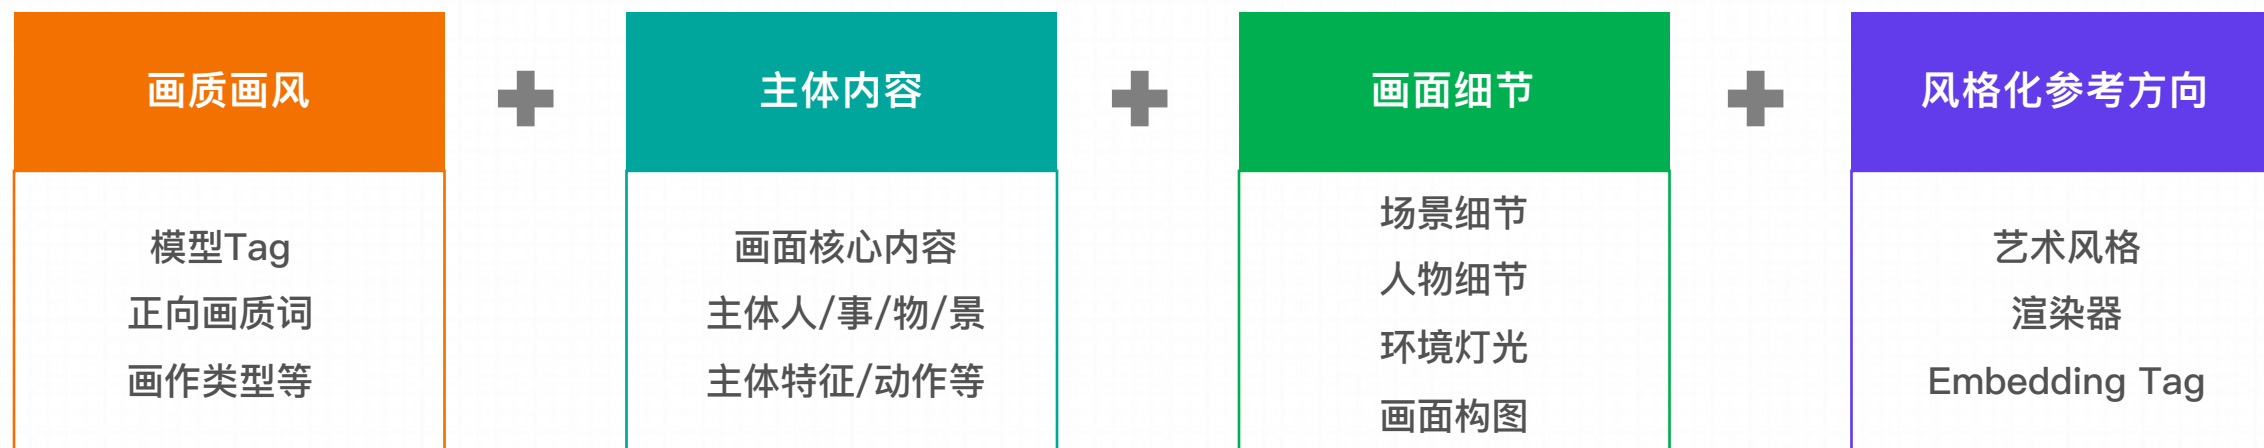 画质画风
模型Tag
正向画质词
画作类型等
主体内容
画面核心内容
主体人/事/物/景
主体特征/动作等
画面细节
场景细节
人物细节
环境灯光
画面构图
风格化参考方向
艺术风格
渲染器
Embedding Tag